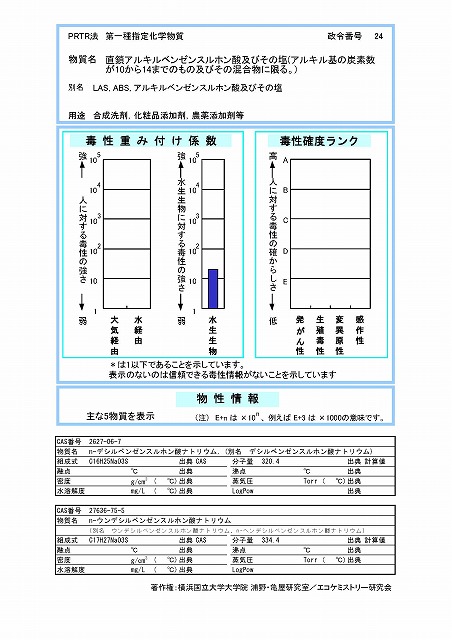 PRTR法 第一種指定化学物質 政令番号 24
物質名 直鎖アルキルベンゼンスルホン酸及びその塩(アルキル基の炭素数
が10から14までのもの及びその混合物に限る。)
別名 LAS, ABS, アルキルベンゼンスルホン酸及びその塩
用途 合成洗剤, 化粧品添加剤, 農薬添加剤等
毒性重み付け係数
強 ← 人に対する毒性の強さ → 弱
10⁵
10⁴
10³
10²
10
1
大気経由
水経由
強 ← 水生生物に対する毒性の強さ → 弱
10⁵
10⁴
10³
10²
10
1
水生生物
毒性確度ランク
高 ← 人に対する毒性の確からしさ → 低
A
B
C
D
E
発がん性
生殖毒性
変異原性
感作性
*は1以下であることを示しています。
表示のないのは信頼できる毒性情報がないことを示しています
物性情報
主な5物質を表示 (注) E+n は ×10ⁿ、例えば E+3 は ×1000の意味です。
CAS番号 2627-06-7
物質名 n-デシルベンゼンスルホン酸ナトリウム, (別名 デシルベンゼンスルホン酸ナトリウム)
組成式 C16H25NaO3S 出典 CAS 分子量 320.4 出典 計算値
融点 ℃ 出典 沸点 ℃ 出典
密度 g/cm³ ( ℃) 出典 蒸気圧 Torr ( ℃) 出典
水溶解度 mg/L ( ℃) 出典 LogPow 出典
CAS番号 27636-75-5
物質名 n-ウンデシルベンゼンスルホン酸ナトリウム
(別名 ウンデシルベンゼンスルホン酸ナトリウム, n-ヘンデシルベンゼンスルホン酸ナトリウム)
組成式 C17H27NaO3S 出典 CAS 分子量 334.4 出典 計算値
融点 ℃ 出典 沸点 ℃ 出典
密度 g/cm³ ( ℃) 出典 蒸気圧 Torr ( ℃) 出典
水溶解度 mg/L ( ℃) 出典 LogPow 出典
著作権:横浜国立大学大学院 浦野・亀屋研究室/エコケミストリー研究会